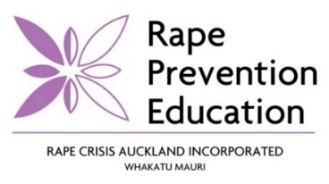 Rape
Prevention
Education
RAPE CRISIS AUCKLAND INCORPORATED
WHAKATU MAURI